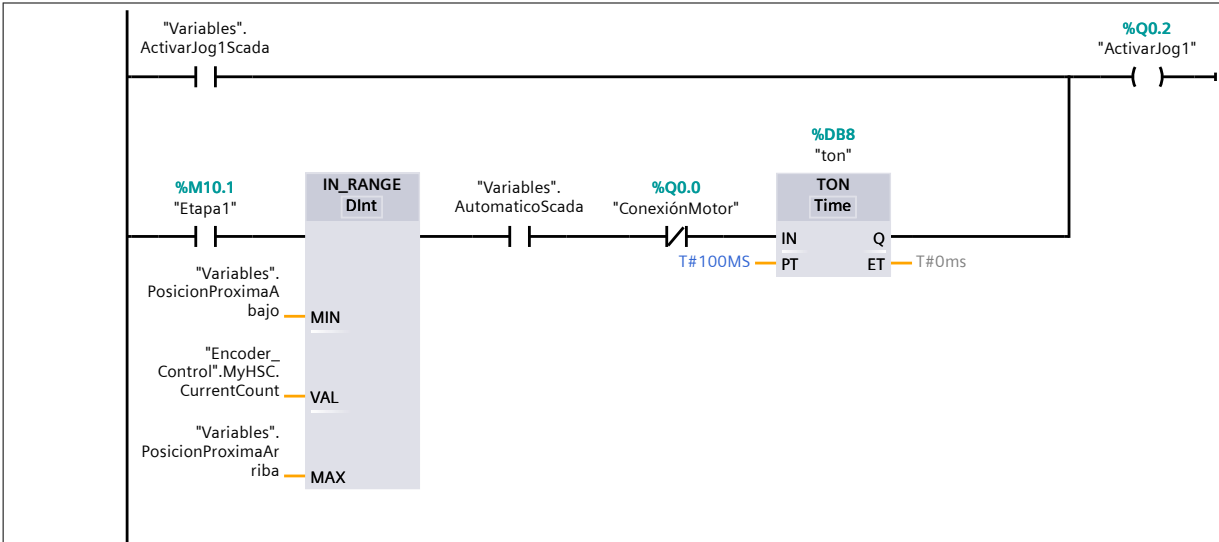 "Variables".
ActivarJog1Scada
%Q0.2
"ActivarJog1"
%DB8
"ton"
%M10.1
"Etapa1"
IN_RANGE
DInt
"Variables".
AutomaticoScada
%Q0.0
"ConexiónMotor"
TON
Time
IN
Q
T#100MS
PT
ET
T#0ms
"Variables".
PosicionProximaA
bajo
MIN
"Encoder_
Control".MyHSC.
CurrentCount
VAL
"Variables".
PosicionProximaAr
riba
MAX